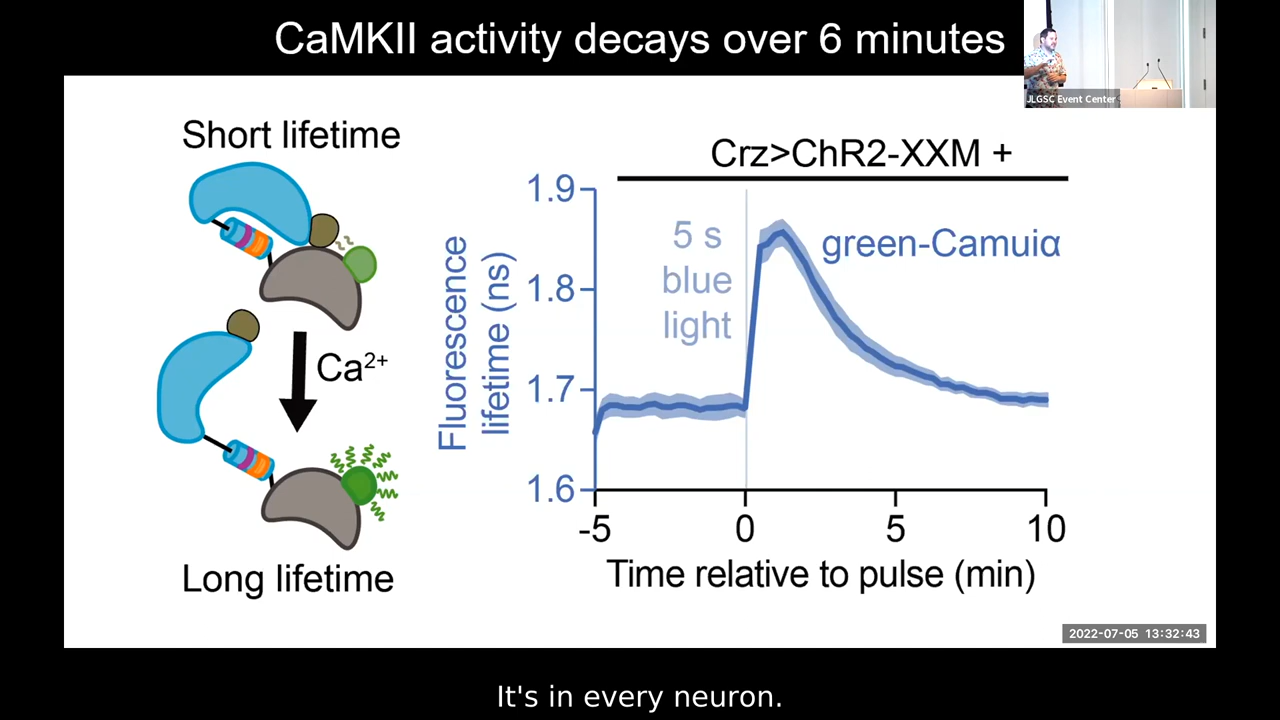 CaMKII activity decays over 6 minutes
JLGSC Event Center
Short lifetime
Ca2+
Long lifetime
Crz>ChR2-XXM +
5 s
blue
light
green-Camuiα
Fluorescence
lifetime (ns)
1.9
1.8
1.7
1.6
-5
0
5
10
Time relative to pulse (min)
2022-07-05 13:32:43
It's in every neuron.